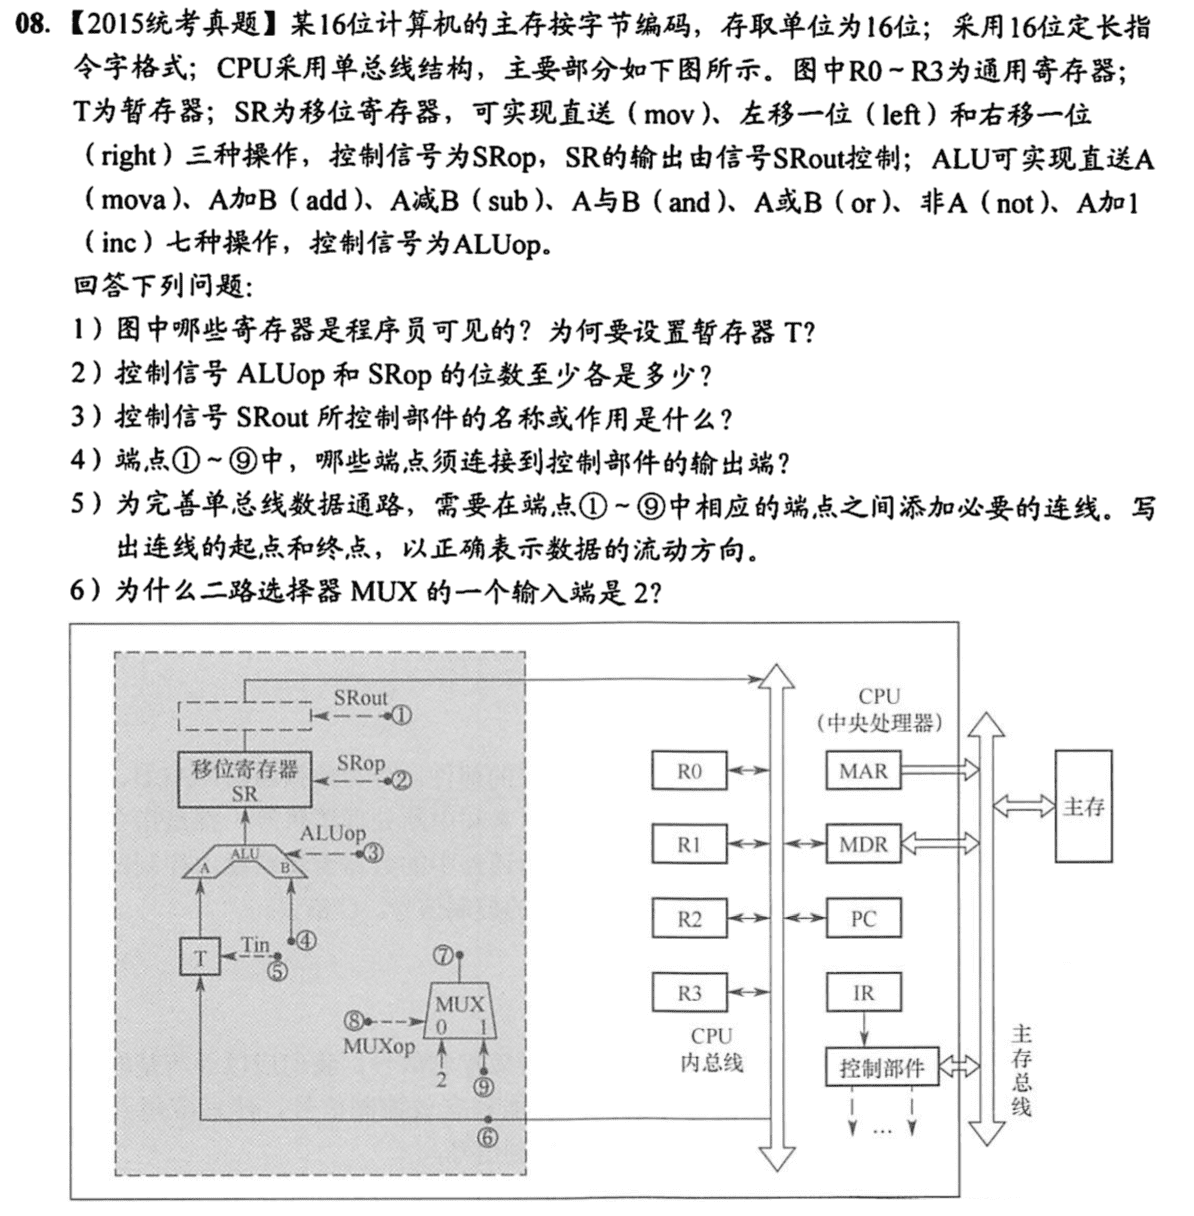 08.【2015统考真题】某16位计算机的主存按字节编码，存取单位为16位；采用16位定长指
令字格式；CPU采用单总线结构，主要部分如下图所示。图中R0～R3为通用寄存器；
T为暂存器；SR为移位寄存器，可实现直送（mov）、左移一位（left）和右移一位
（right）三种操作，控制信号为SRop，SR的输出由信号SRout控制；ALU可实现直送A
（mova）、A加B（add）、A减B（sub）、A与B（and）、A或B（or）、非A（not）、A加1
（inc）七种操作，控制信号为ALUop。
回答下列问题：
1）图中哪些寄存器是程序员可见的？为何要设置暂存器 T？
2）控制信号 ALUop 和 SRop 的位数至少各是多少？
3）控制信号 SRout 所控制部件的名称或作用是什么？
4）端点①～⑨中，哪些端点须连接到控制部件的输出端？
5）为完善单总线数据通路，需要在端点①～⑨中相应的端点之间添加必要的连线。写
出连线的起点和终点，以正确表示数据的流动方向。
6）为什么二路选择器 MUX 的一个输入端是 2？
SRout
①
移位寄存器
SR
SRop
②
ALUop
③
ALU
A
B
T
Tin
④
⑤
⑦
MUX
0 1
⑧
MUXop
2
⑨
⑥
R0
R1
R2
R3
CPU
内总线
CPU
（中央处理器）
MAR
MDR
PC
IR
控制部件
…
主存总线
主存